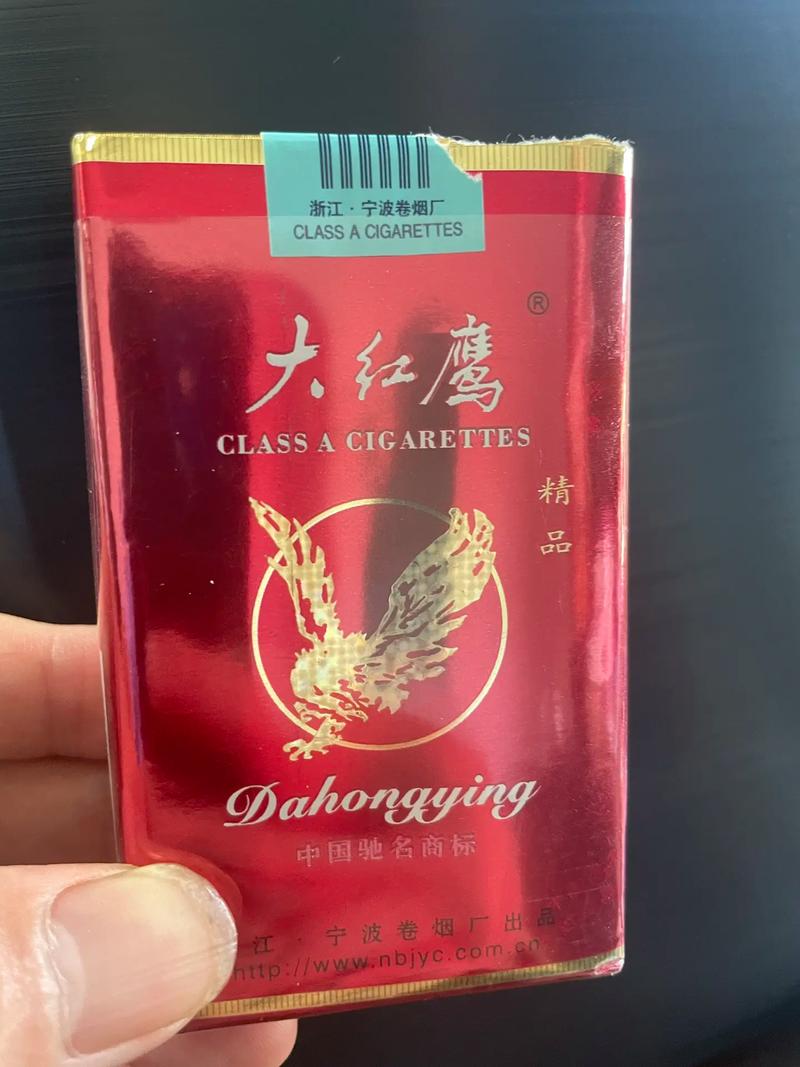 浙江·宁波卷烟厂
CLASS A CIGARETTES
®
大红鹰
CLASS A CIGARETTES
精品
Dahongying
中国驰名商标
江·宁波卷烟厂出品
http://www.nbjyc.com.cn